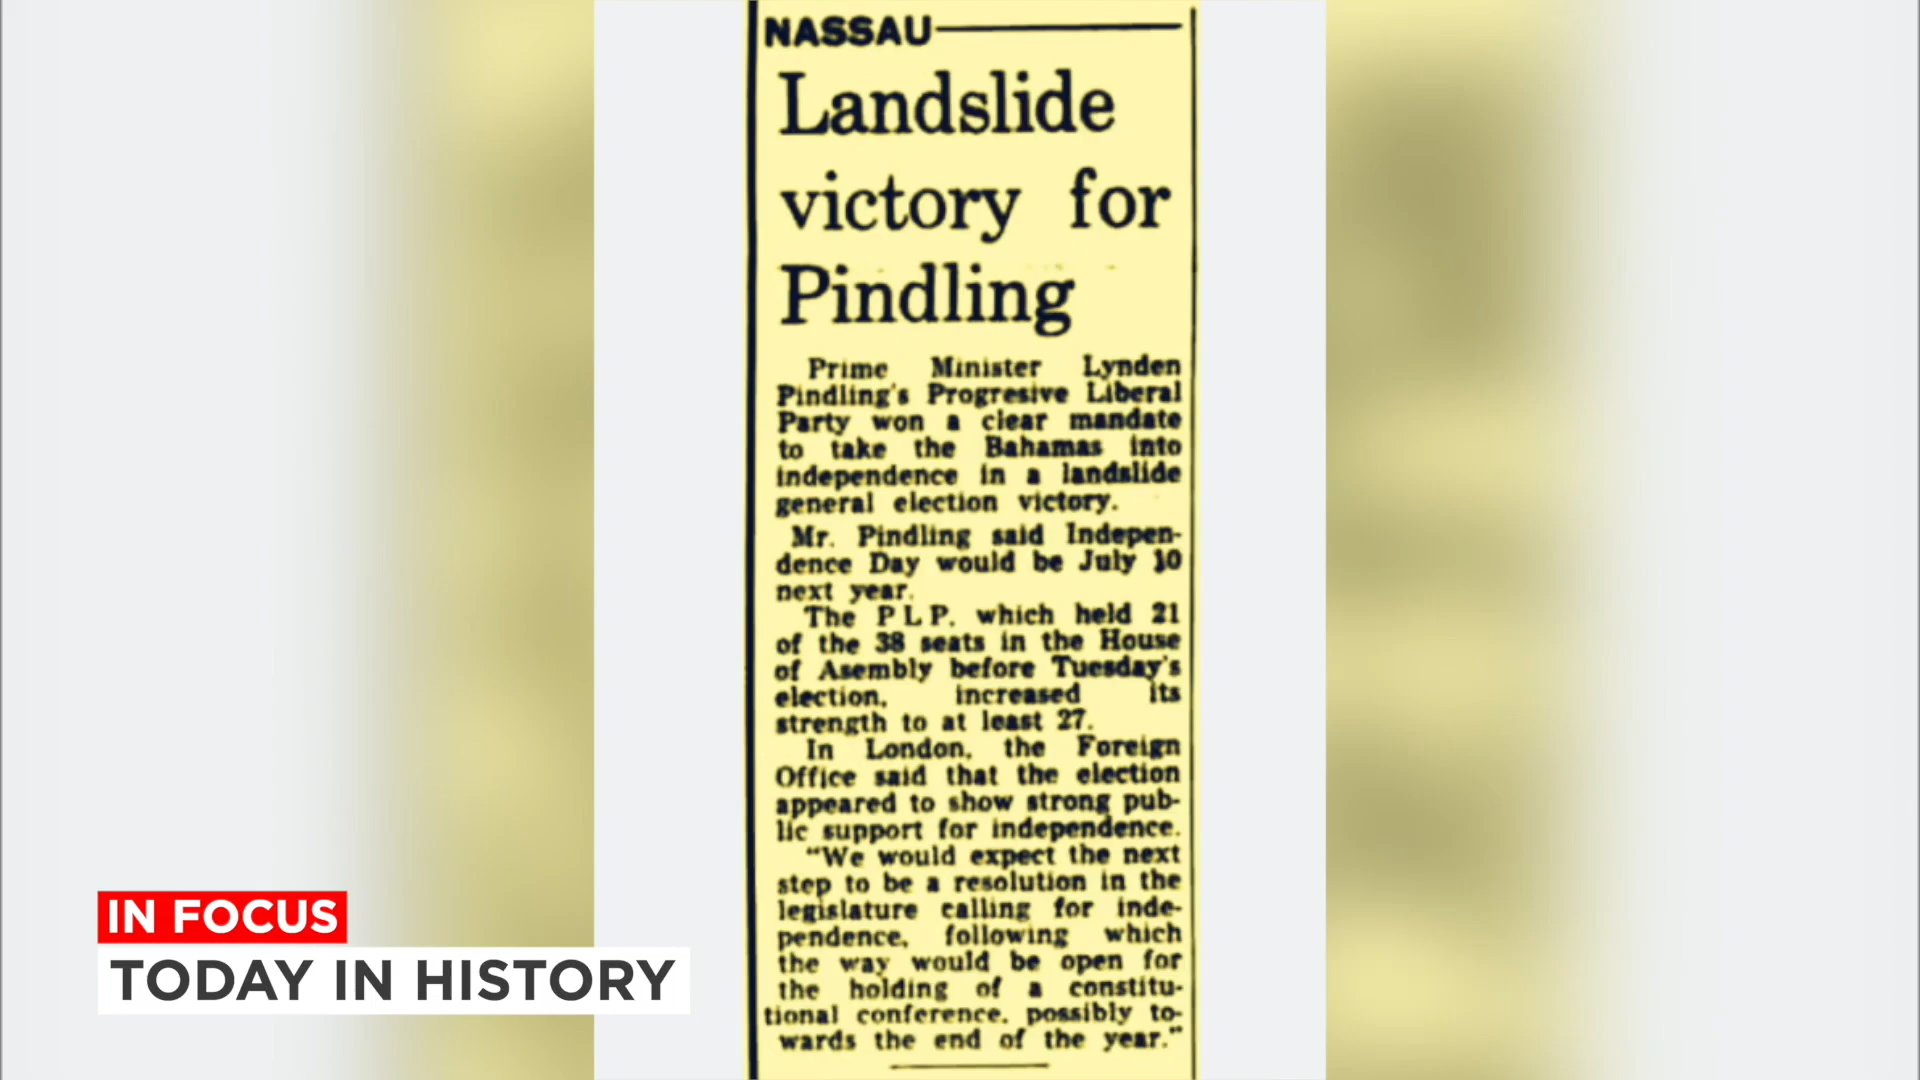 NASSAU
Landslide
victory for
Pindling
Prime Minister Lynden
Pindling's Progresive Liberal
Party won a clear mandate
to take the Bahamas into
independence in a landslide
general election victory.
Mr. Pindling said Indepen-
dence Day would be July 10
next year.
The P L P, which held 21
of the 38 seats in the House
of Asembly before Tuesday's
election, increased its
strength to at least 27.
In London, the Foreign
Office said that the election
appeared to show strong pub-
lic support for independence.
"We would expect the next
step to be a resolution in the
legislature calling for inde-
pendence, following which
the way would be open for
the holding of a constitu-
tional conference, possibly to-
wards the end of the year."
IN FOCUS
TODAY IN HISTORY